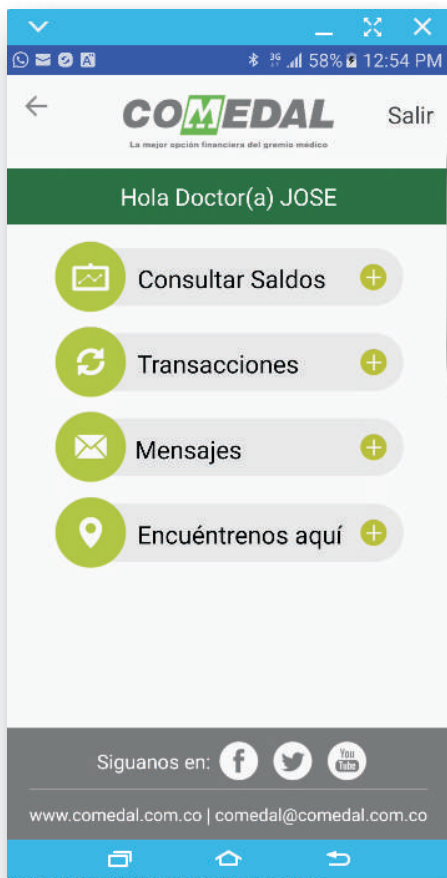 3G 58% 12:54 PM
COMEDAL
La mejor opción financiera del gremio médico
Salir
Hola Doctor(a) JOSE
Consultar Saldos
Transacciones
Mensajes
Encuéntrenos aquí
Siguanos en: f You Tube
www.comedal.com.co | comedal@comedal.com.co